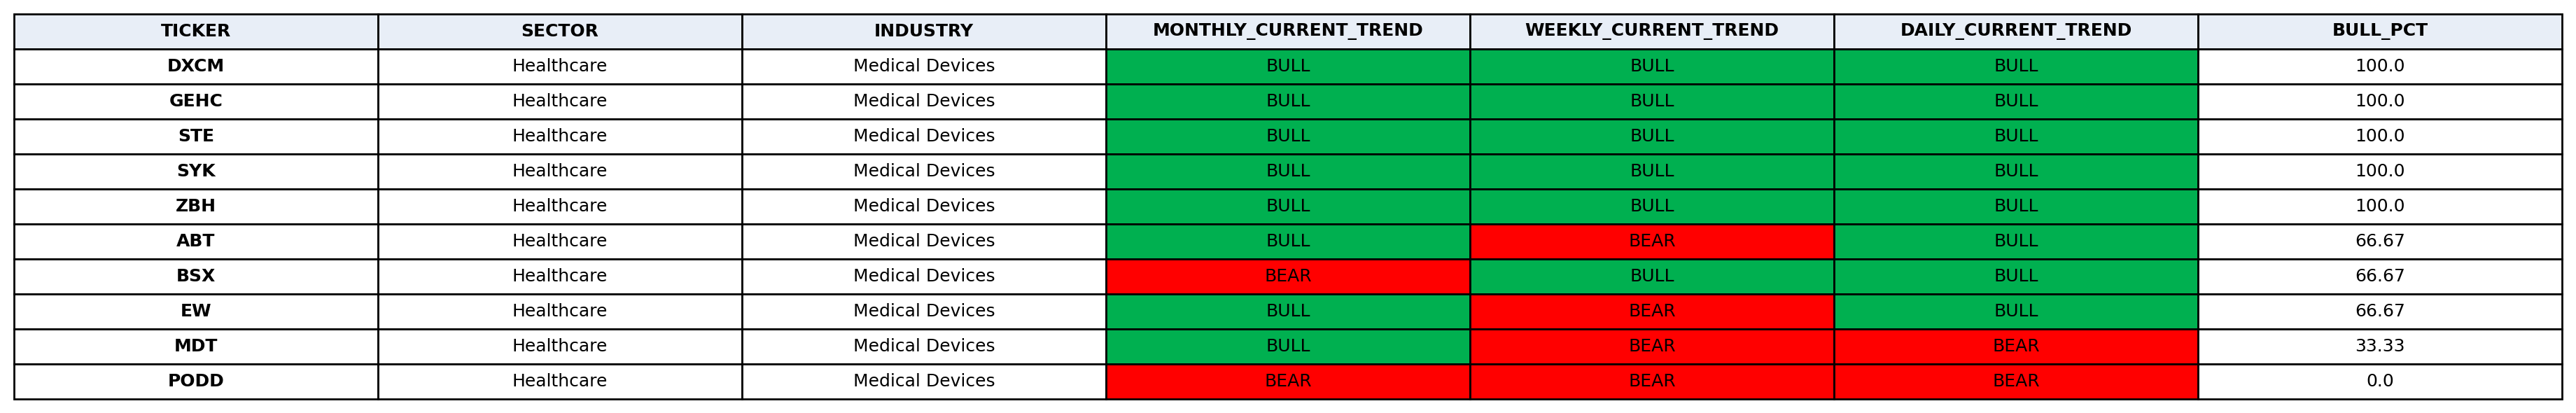 TICKER SECTOR INDUSTRY MONTHLY_CURRENT_TREND WEEKLY_CURRENT_TREND DAILY_CURRENT_TREND BULL_PCT
DXCM Healthcare Medical Devices BULL BULL BULL 100.0
GEHC Healthcare Medical Devices BULL BULL BULL 100.0
STE Healthcare Medical Devices BULL BULL BULL 100.0
SYK Healthcare Medical Devices BULL BULL BULL 100.0
ZBH Healthcare Medical Devices BULL BULL BULL 100.0
ABT Healthcare Medical Devices BULL BEAR BULL 66.67
BSX Healthcare Medical Devices BEAR BULL BULL 66.67
EW Healthcare Medical Devices BULL BEAR BULL 66.67
MDT Healthcare Medical Devices BULL BEAR BEAR 33.33
PODD Healthcare Medical Devices BEAR BEAR BEAR 0.0